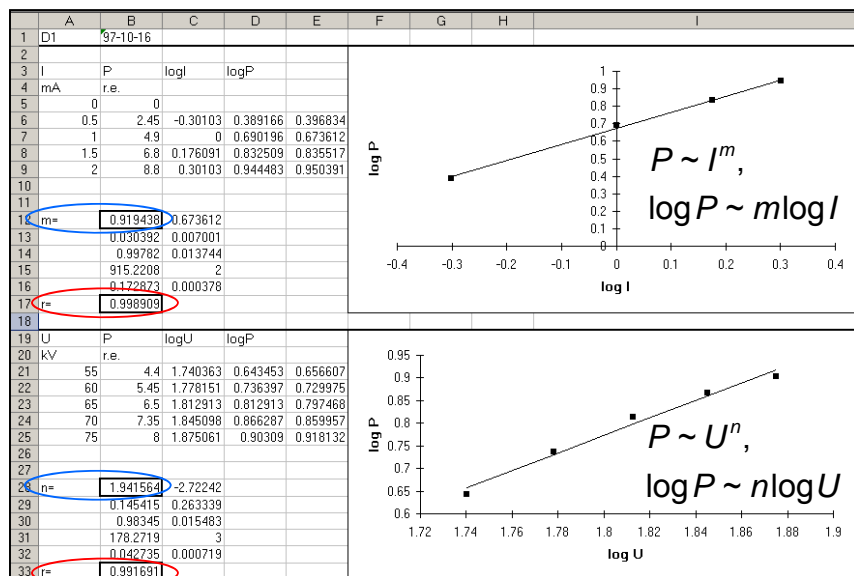 A B C D E F G H I
1 D1 97-10-16
2
3 I P logI logP
4 mA r.e.
5 0 0
6 0.5 2.45 -0.30103 0.389166 0.396834
7 1 4.9 0 0.690196 0.673612
8 1.5 6.8 0.176091 0.832509 0.835517
9 2 8.8 0.30103 0.944483 0.950391
10
11
12 m= 0.919438 0.673612
13 0.030392 0.007001
14 0.99782 0.013744
15 915.2208 2
16 0.172873 0.000378
17 r= 0.998909
18
19 U P logU logP
20 kV r.e.
21 55 4.4 1.740363 0.643453 0.656607
22 60 5.45 1.778151 0.736397 0.729975
23 65 6.5 1.812913 0.812913 0.797468
24 70 7.35 1.845098 0.866287 0.859957
25 75 8 1.875061 0.90309 0.918132
26
27
28 n= 1.941564 -2.72242
29 0.145415 0.263339
30 0.98345 0.015483
31 178.2719 3
32 0.042735 0.000719
33 r= 0.991691
1
0.9
0.8
0.7
0.6
0.5
0.4
0.3
0.2
0.1
0
log P
P ~ I^m,
logP ~ mlogI
-0.4 -0.3 -0.2 -0.1 0 0.1 0.2 0.3 0.4
log I
0.95
0.9
0.85
0.8
0.75
0.7
0.65
0.6
log P
P ~ U^n,
logP ~ nlogU
1.72 1.74 1.76 1.78 1.8 1.82 1.84 1.86 1.88 1.9
log U